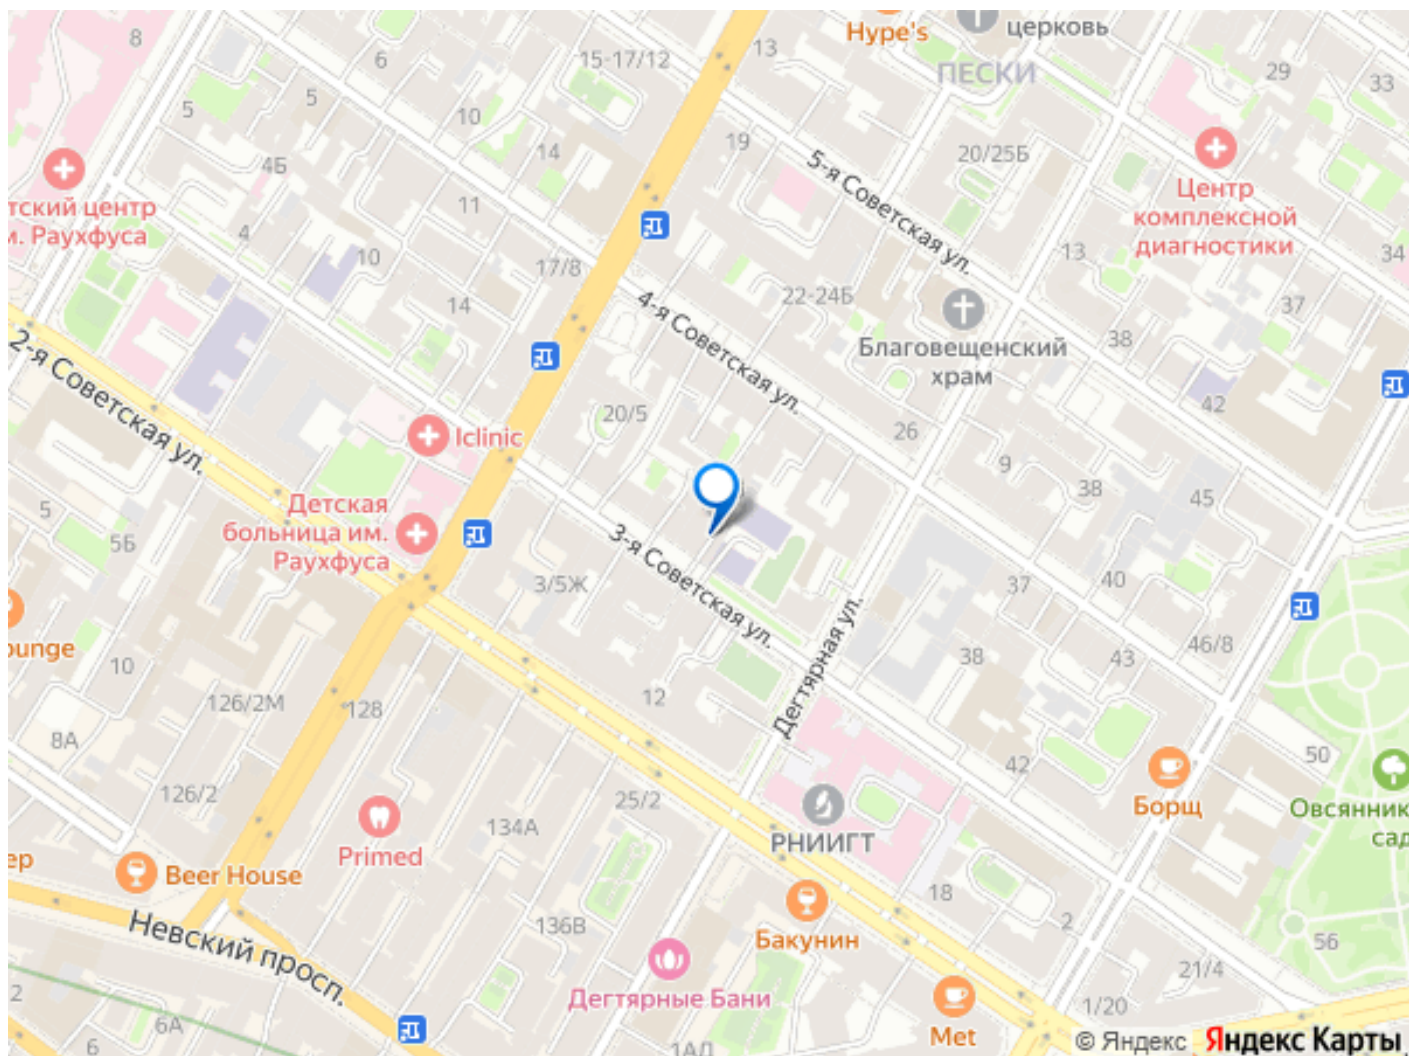 Hype's
церковь
8
13
6
15-17/12
ПЕСКИ
29
33
5
5
10
19
14
20/25Б
4Б
5-я Советская ул.
Центр
комплексной
диагностики
тский центр
м. Раухфуса
11
4
10
17/8
13
34
22-24Б
14
4-я Советская ул.
37
38
Благовещенский
храм
2-я Советская ул.
42
20/5
26
Iclinic
9
38
45
Детская
больница им.
Раухфуса
5
5Б
3-я Советская ул.
3/5Ж
37
40
Дегтярная ул.
46/8
ounge
10
38
43
12
126/2М
128
8А
50
42
126/2
25/2
Борщ
Овсянник
сад
134А
РНИИГТ
Primed
ер
Beer House
18
2
Невский просп.
136В
Бакунин
56
21/4
Дегтярные Бани
2
6А
6
1/20
Met
1АД
© Яндекс Яндекс Карты